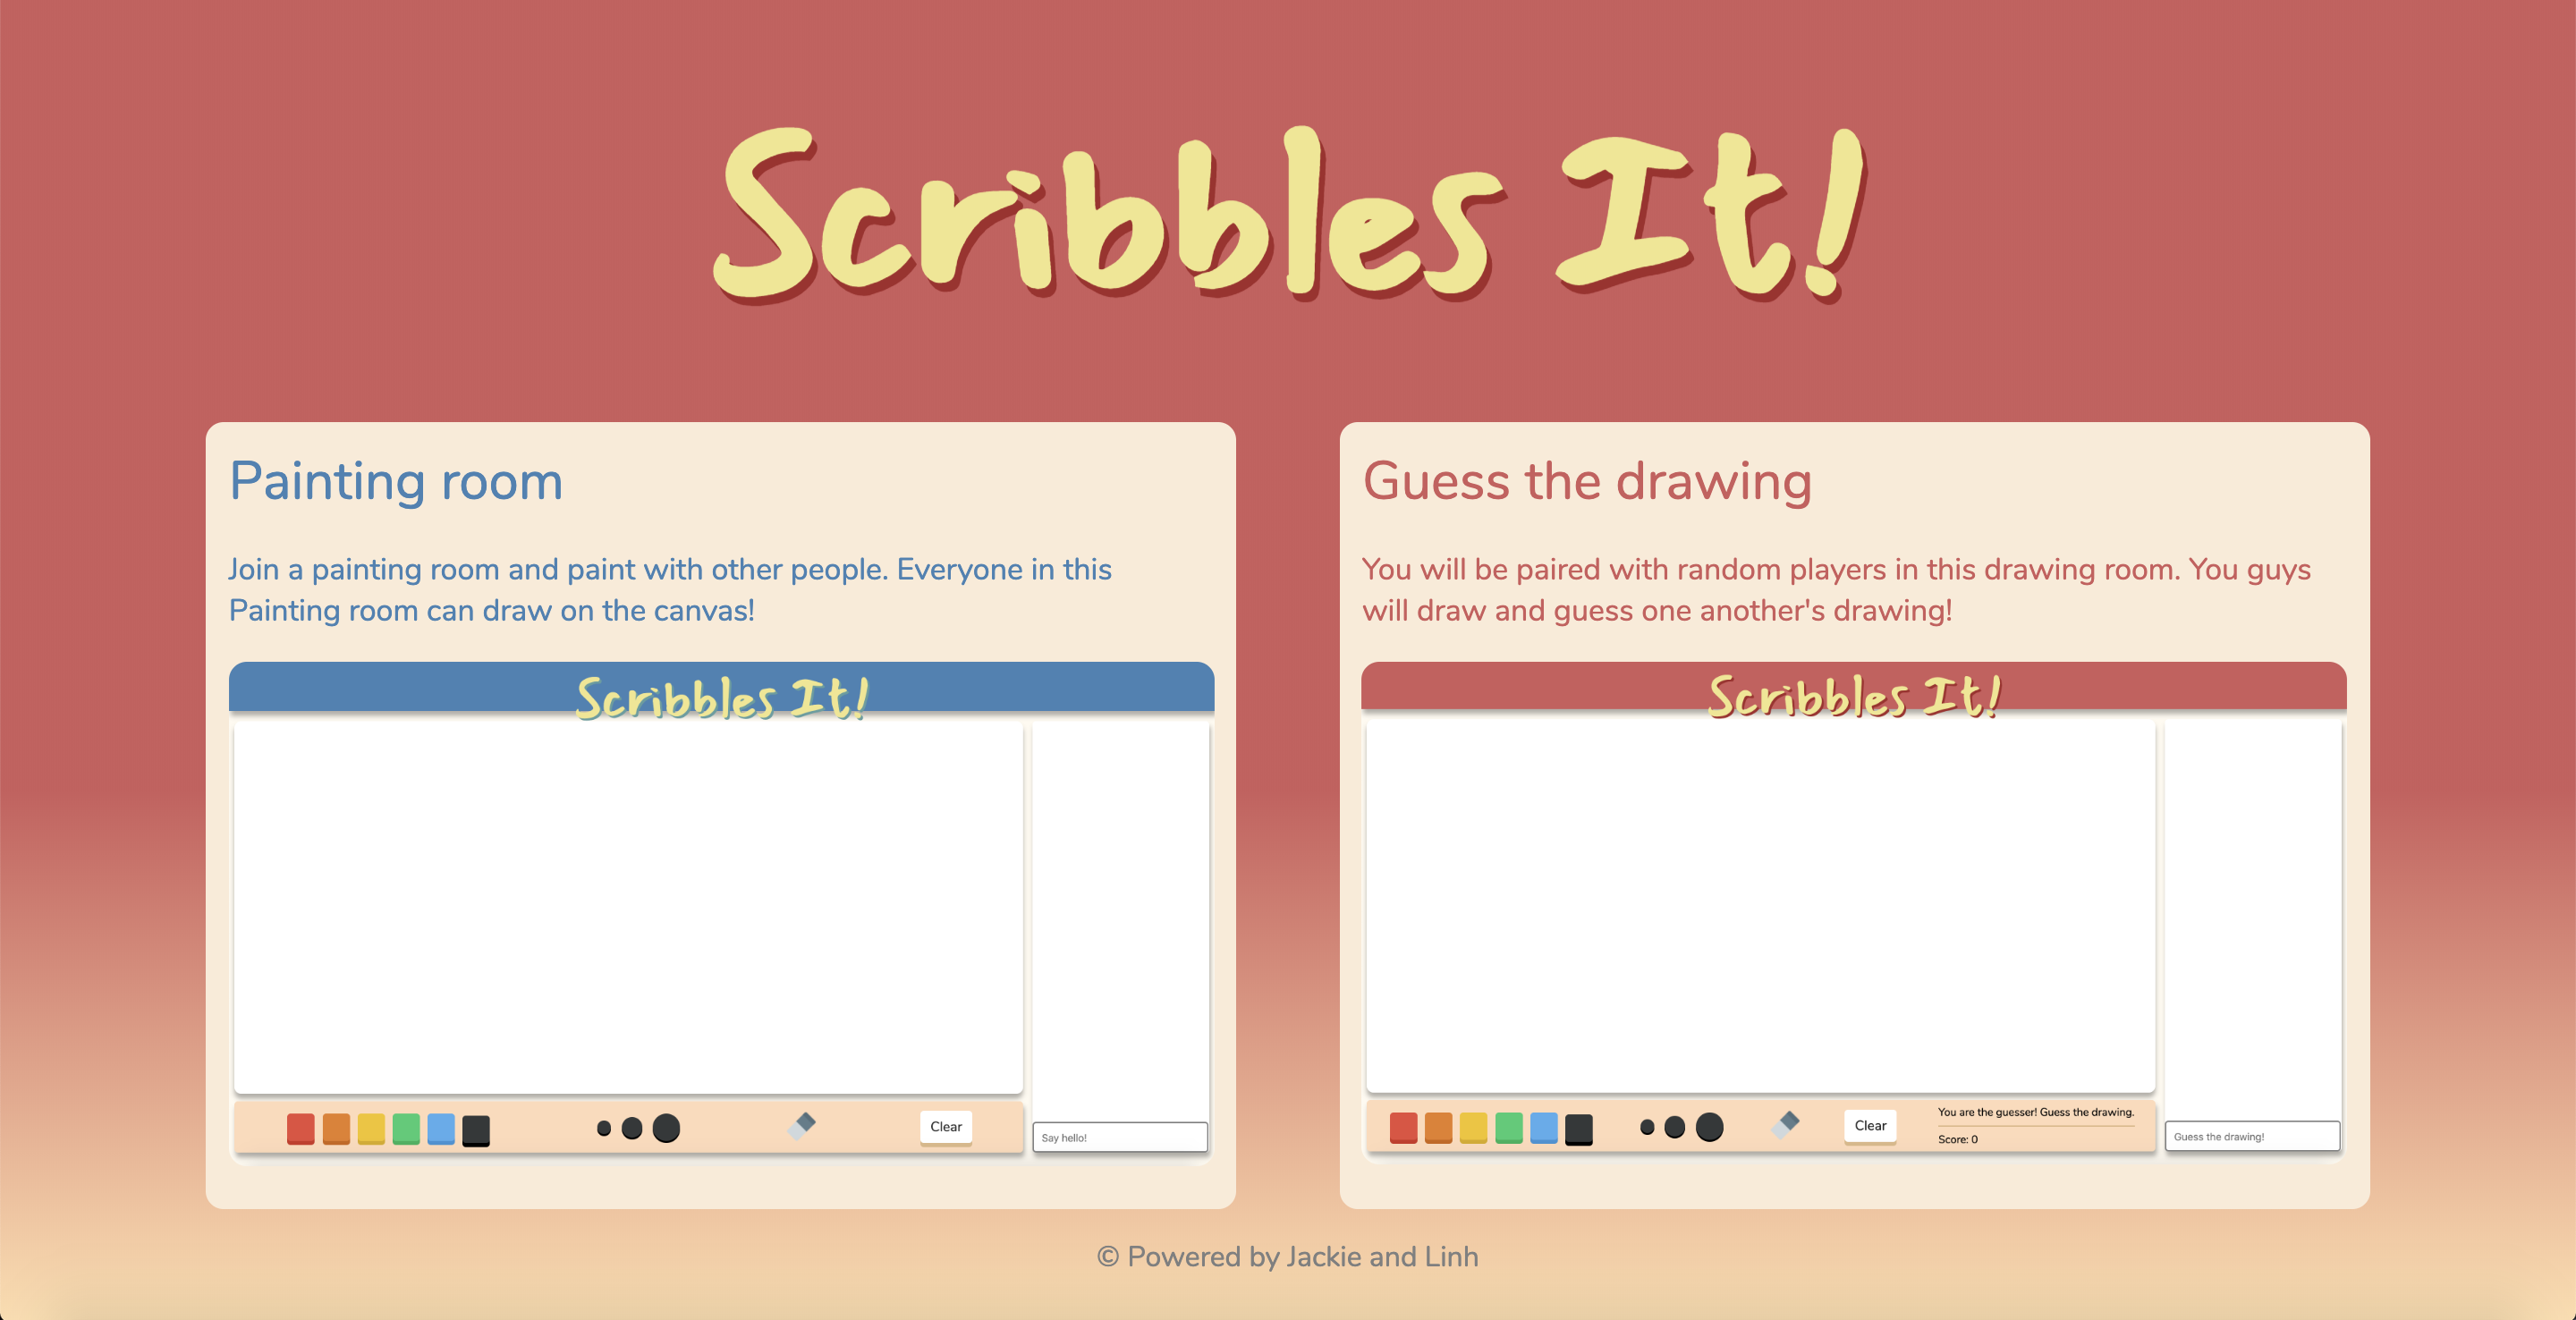 Scribbles It!
Painting room
Join a painting room and paint with other people. Everyone in this
Painting room can draw on the canvas!
Scribbles It!
Clear
Say hello!
Guess the drawing
You will be paired with random players in this drawing room. You guys
will draw and guess one another's drawing!
Scribbles It!
Clear
You are the guesser! Guess the drawing.
Score: 0
Guess the drawing!
© Powered by Jackie and Linh